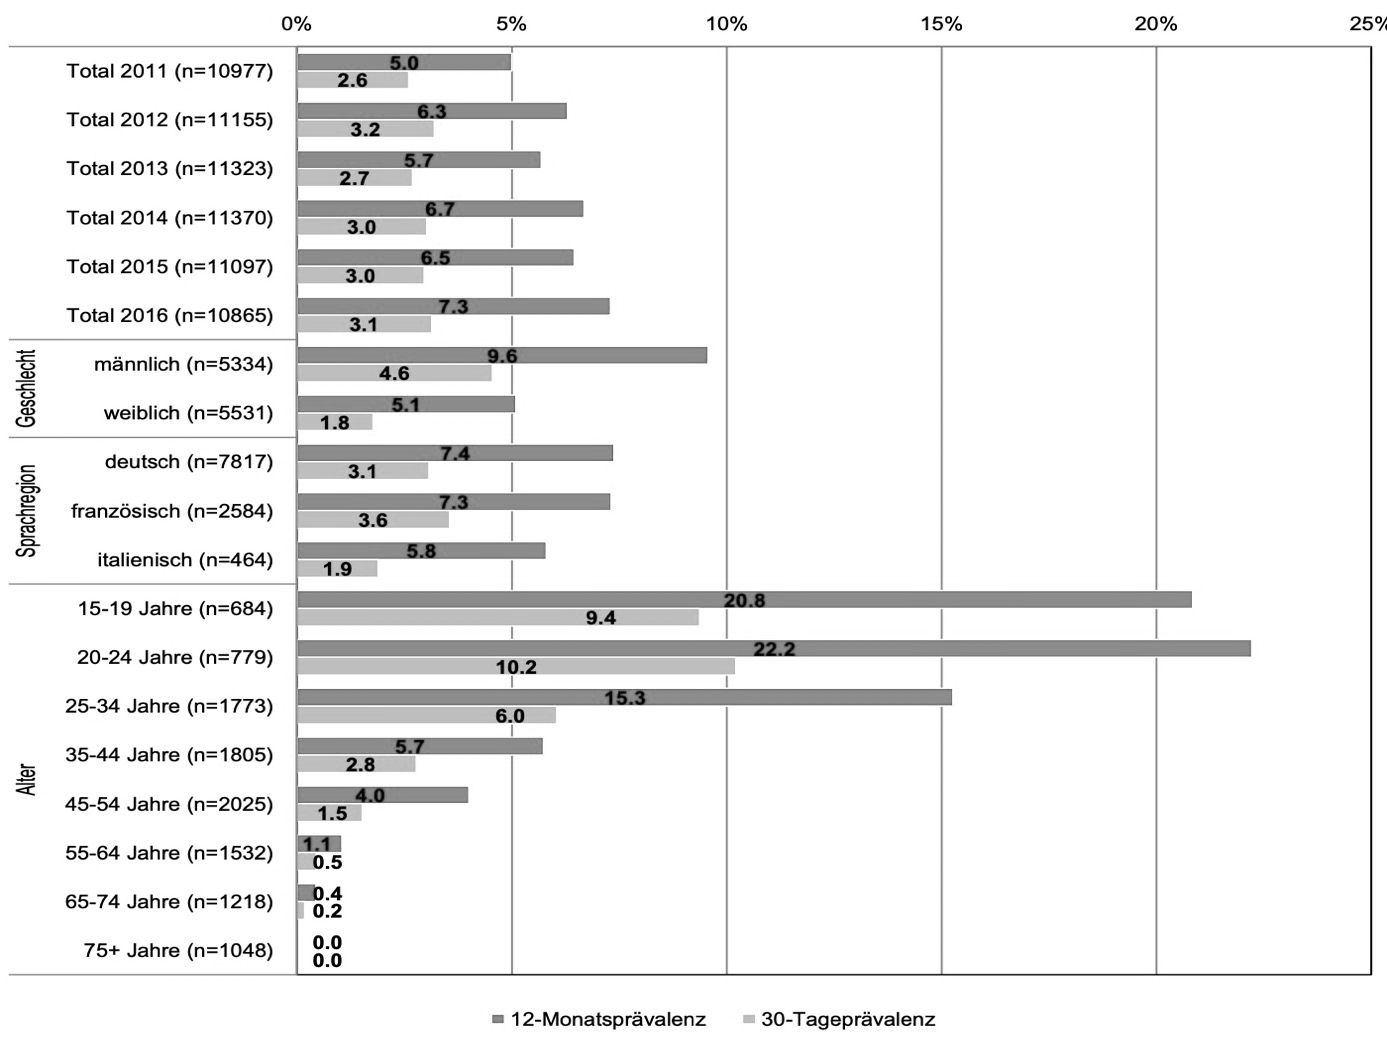 0% 5% 10% 15% 20% 25%
Total 2011 (n=10977) 5.0
2.6
Total 2012 (n=11155) 6.3
3.2
Total 2013 (n=11323) 5.7
2.7
Total 2014 (n=11370) 6.7
3.0
Total 2015 (n=11097) 6.5
3.0
Total 2016 (n=10865) 7.3
3.1
Geschlecht
männlich (n=5334) 9.6
4.6
weiblich (n=5531) 5.1
1.8
Sprachregion
deutsch (n=7817) 7.4
3.1
französisch (n=2584) 7.3
3.6
italienisch (n=464) 5.8
1.9
Alter
15-19 Jahre (n=684) 20.8
9.4
20-24 Jahre (n=779) 22.2
10.2
25-34 Jahre (n=1773) 15.3
6.0
35-44 Jahre (n=1805) 5.7
2.8
45-54 Jahre (n=2025) 4.0
1.5
55-64 Jahre (n=1532) 1.1
0.5
65-74 Jahre (n=1218) 0.4
0.2
75+ Jahre (n=1048) 0.0
0.0
12-Monatsprävalenz 30-Tageprävalenz